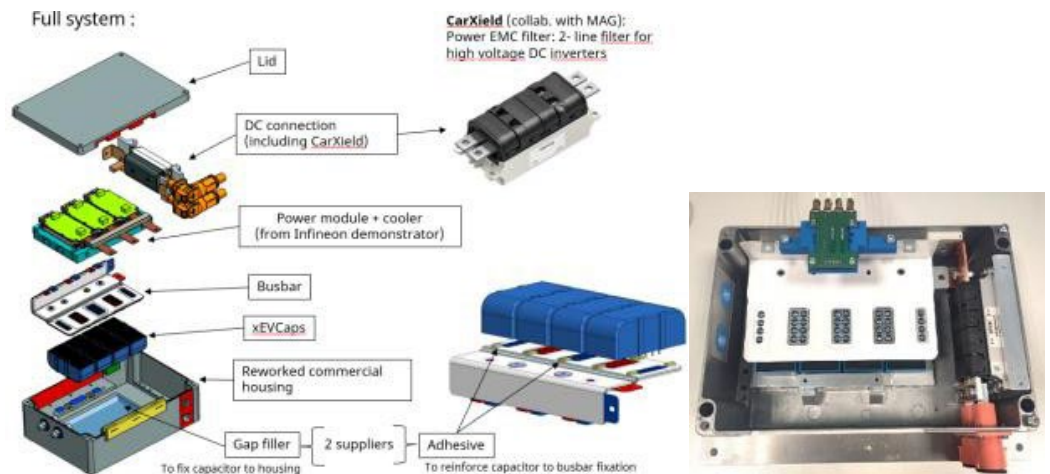 Full system :
CarXield (collab. with MAG):
Power EMC filter: 2- line filter for
high voltage DC inverters
Lid
DC connection
(including CarXield)
Power module + cooler
(from Infineon demonstrator)
Busbar
xEVCaps
Reworked commercial
housing
Gap filler
2 suppliers
Adhesive
To fix capacitor to housing
To reinforce capacitor to busbar fixation